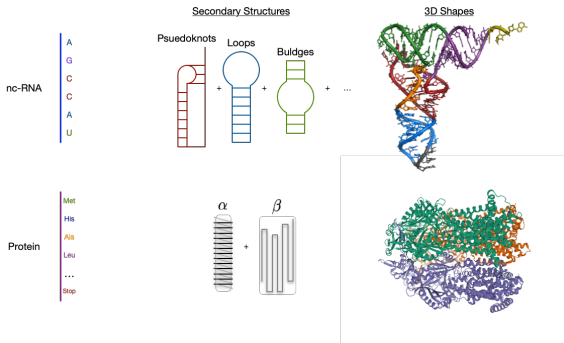 Secondary Structures
3D Shapes
Psuedoknots
Loops
Buldges
nc-RNA
A
G
C
C
A
U
+
+
+
...
Protein
Met
His
Ala
Leu
...
Stop
α
β
+